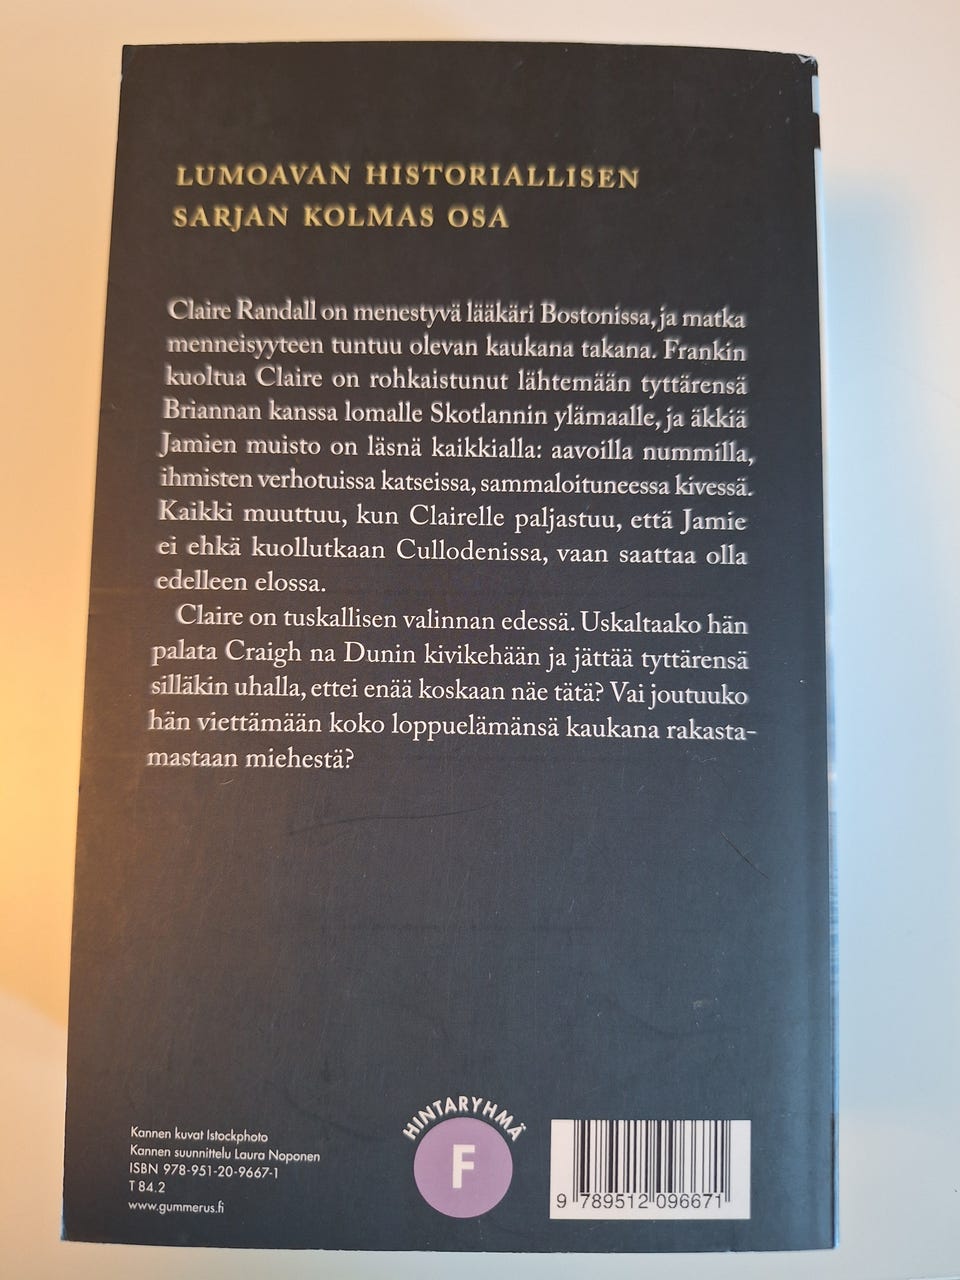 LUMOAVAN HISTORIALLISEN
SARJAN KOLMAS OSA
Claire Randall on menestyvä lääkäri Bostonissa, ja matka
menneisyyteen tuntuu olevan kaukana takana. Frankin
kuoltua Claire on rohkaistunut lähtemään tyttärensä
Briannan kanssa lomalle Skotlannin ylämaalle, ja äkkiä
Jamien muisto on läsnä kaikkialla: aavoilla nummilla,
ihmisten verhotuissa katseissa, sammaloituneessa kivessä.
Kaikki muuttuu, kun Clairelle paljastuu, että Jamie
ei ehkä kuollutkaan Cullodenissa, vaan saattaa olla
edelleen elossa.
Claire on tuskallisen valinnan edessä. Uskaltaako hän
palata Craigh na Dunin kivikehään ja jättää tyttärensä
silläkin uhalla, ettei enää koskaan näe tätä? Vai joutuuko
hän viettämään koko loppuelämänsä kaukana rakasta-
mastaan miehestä?
Kannen kuvat Istockphoto
Kannen suunnittelu Laura Noponen
ISBN 978-951-20-9667-1
T 84.2
www.gummerus.fi
HINTARYHMÄ
F
9 789512 096671